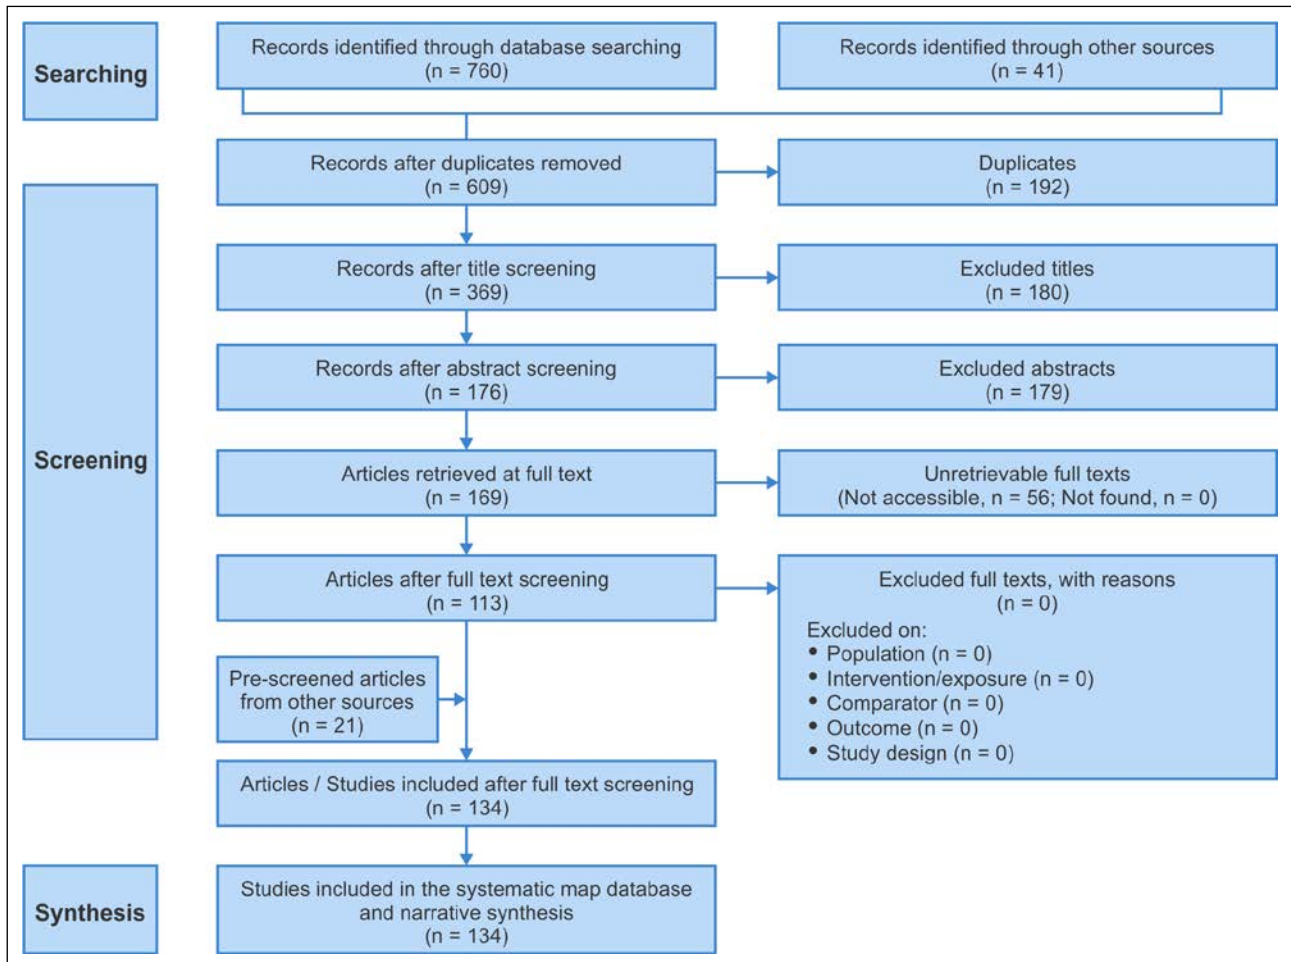 Searching
Records identified through database searching
(n = 760)
Records identified through other sources
(n = 41)
Records after duplicates removed
(n = 609)
Duplicates
(n = 192)
Screening
Records after title screening
(n = 369)
Excluded titles
(n = 180)
Records after abstract screening
(n = 176)
Excluded abstracts
(n = 179)
Articles retrieved at full text
(n = 169)
Unretrievable full texts
(Not accessible, n = 56; Not found, n = 0)
Articles after full text screening
(n = 113)
Excluded full texts, with reasons
(n = 0)
Excluded on:
• Population (n = 0)
• Intervention/exposure (n = 0)
• Comparator (n = 0)
• Outcome (n = 0)
• Study design (n = 0)
Pre-screened articles
from other sources
(n = 21)
Articles / Studies included after full text screening
(n = 134)
Synthesis
Studies included in the systematic map database
and narrative synthesis
(n = 134)